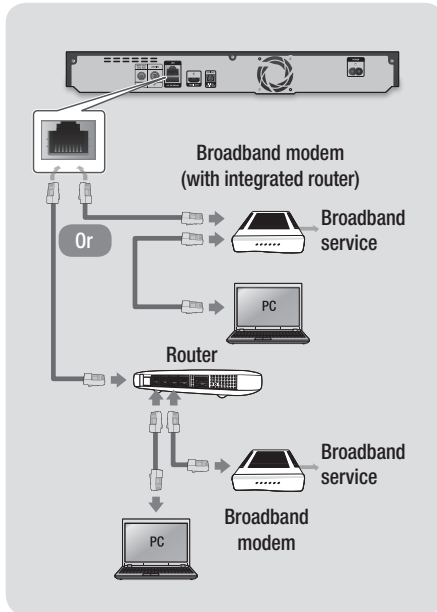 Broadband modem
(with integrated router)
Broadband
service
Or
PC
Router
Broadband
service
Broadband
modem
PC